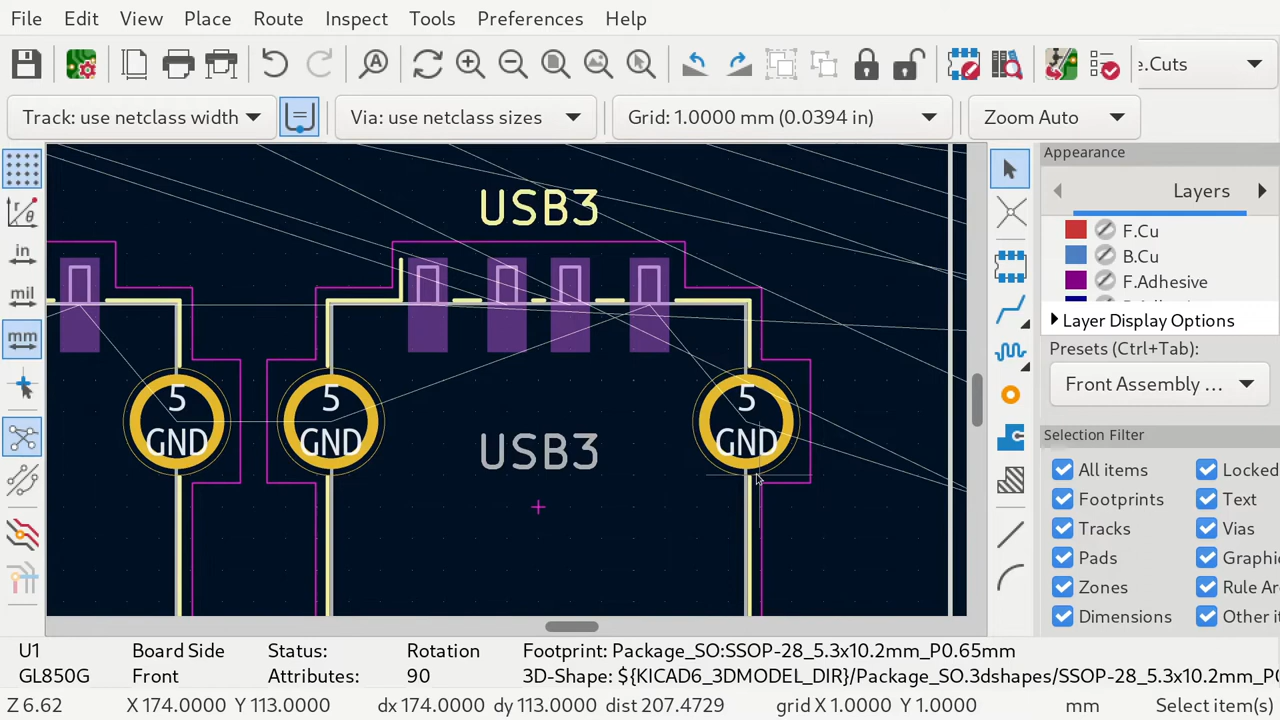 File Edit View Place Route Inspect Tools Preferences Help
e.Cuts
Track: use netclass width
Via: use netclass sizes
Grid: 1.0000 mm (0.0394 in)
Zoom Auto
in
mil
mm
USB3
5
GND
5
GND
USB3
5
GND
Appearance
Layers
F.Cu
B.Cu
F.Adhesive
Layer Display Options
Presets (Ctrl+Tab):
Front Assembly ...
Selection Filter
All items Locked
Footprints Text
Tracks Vias
Pads Graphic
Zones Rule Ar
Dimensions Other it
U1 Board Side Status: Rotation Footprint: Package_SO:SSOP-28_5.3x10.2mm_P0.65mm
GL850G Front Attributes: 90 3D-Shape: ${KICAD6_3DMODEL_DIR}/Package_SO.3dshapes/SSOP-28_5.3x10.2mm_P0
Z 6.62 X 174.0000 Y 113.0000 dx 174.0000 dy 113.0000 dist 207.4729 grid X 1.0000 Y 1.0000 mm Select item(s)